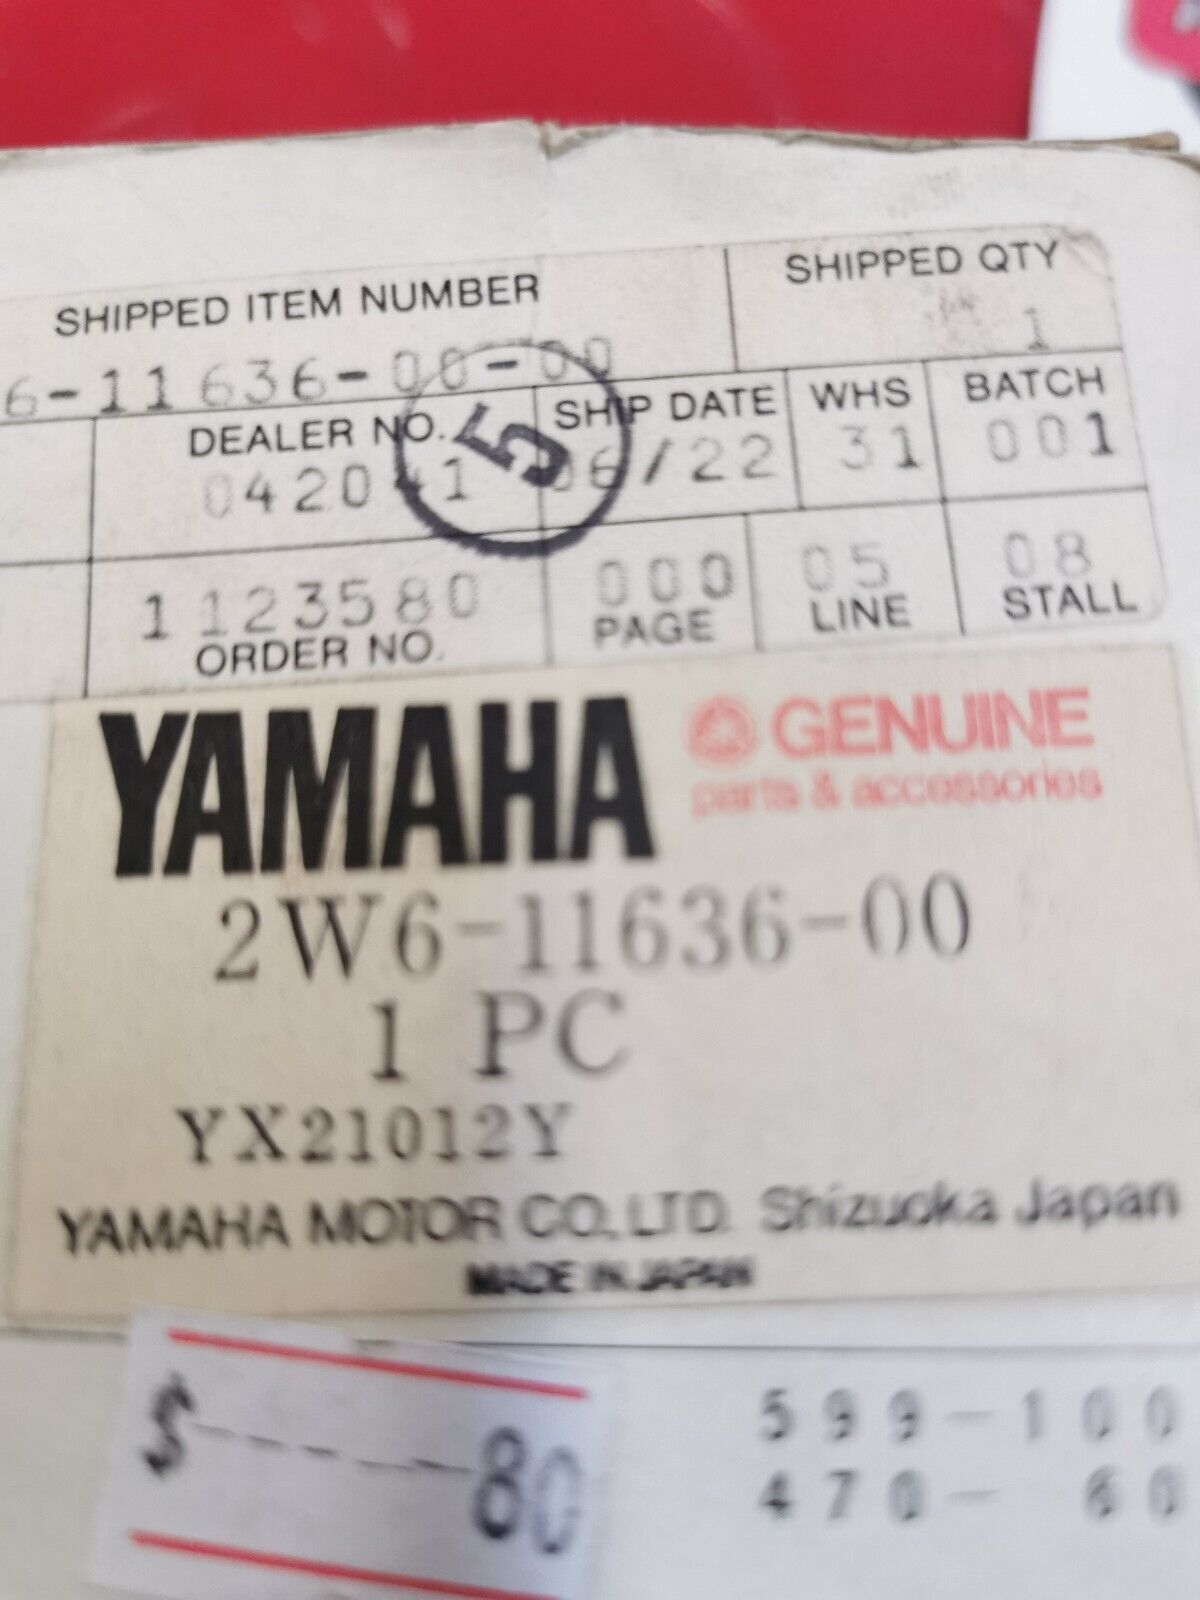 SHIPPED ITEM NUMBER SHIPPED QTY
6-11636-00-00 1
DEALER NO. SHIP DATE WHS BATCH
042041 06/22 31 001
5
1123580 000 05 08
ORDER NO. PAGE LINE STALL
YAMAHA GENUINE
parts & accessories
2W6-11636-00
1 PC
YX21012Y
YAMAHA MOTOR CO., LTD. Shizuoka Japan
MADE IN JAPAN
$-----80
599-100
470- 60